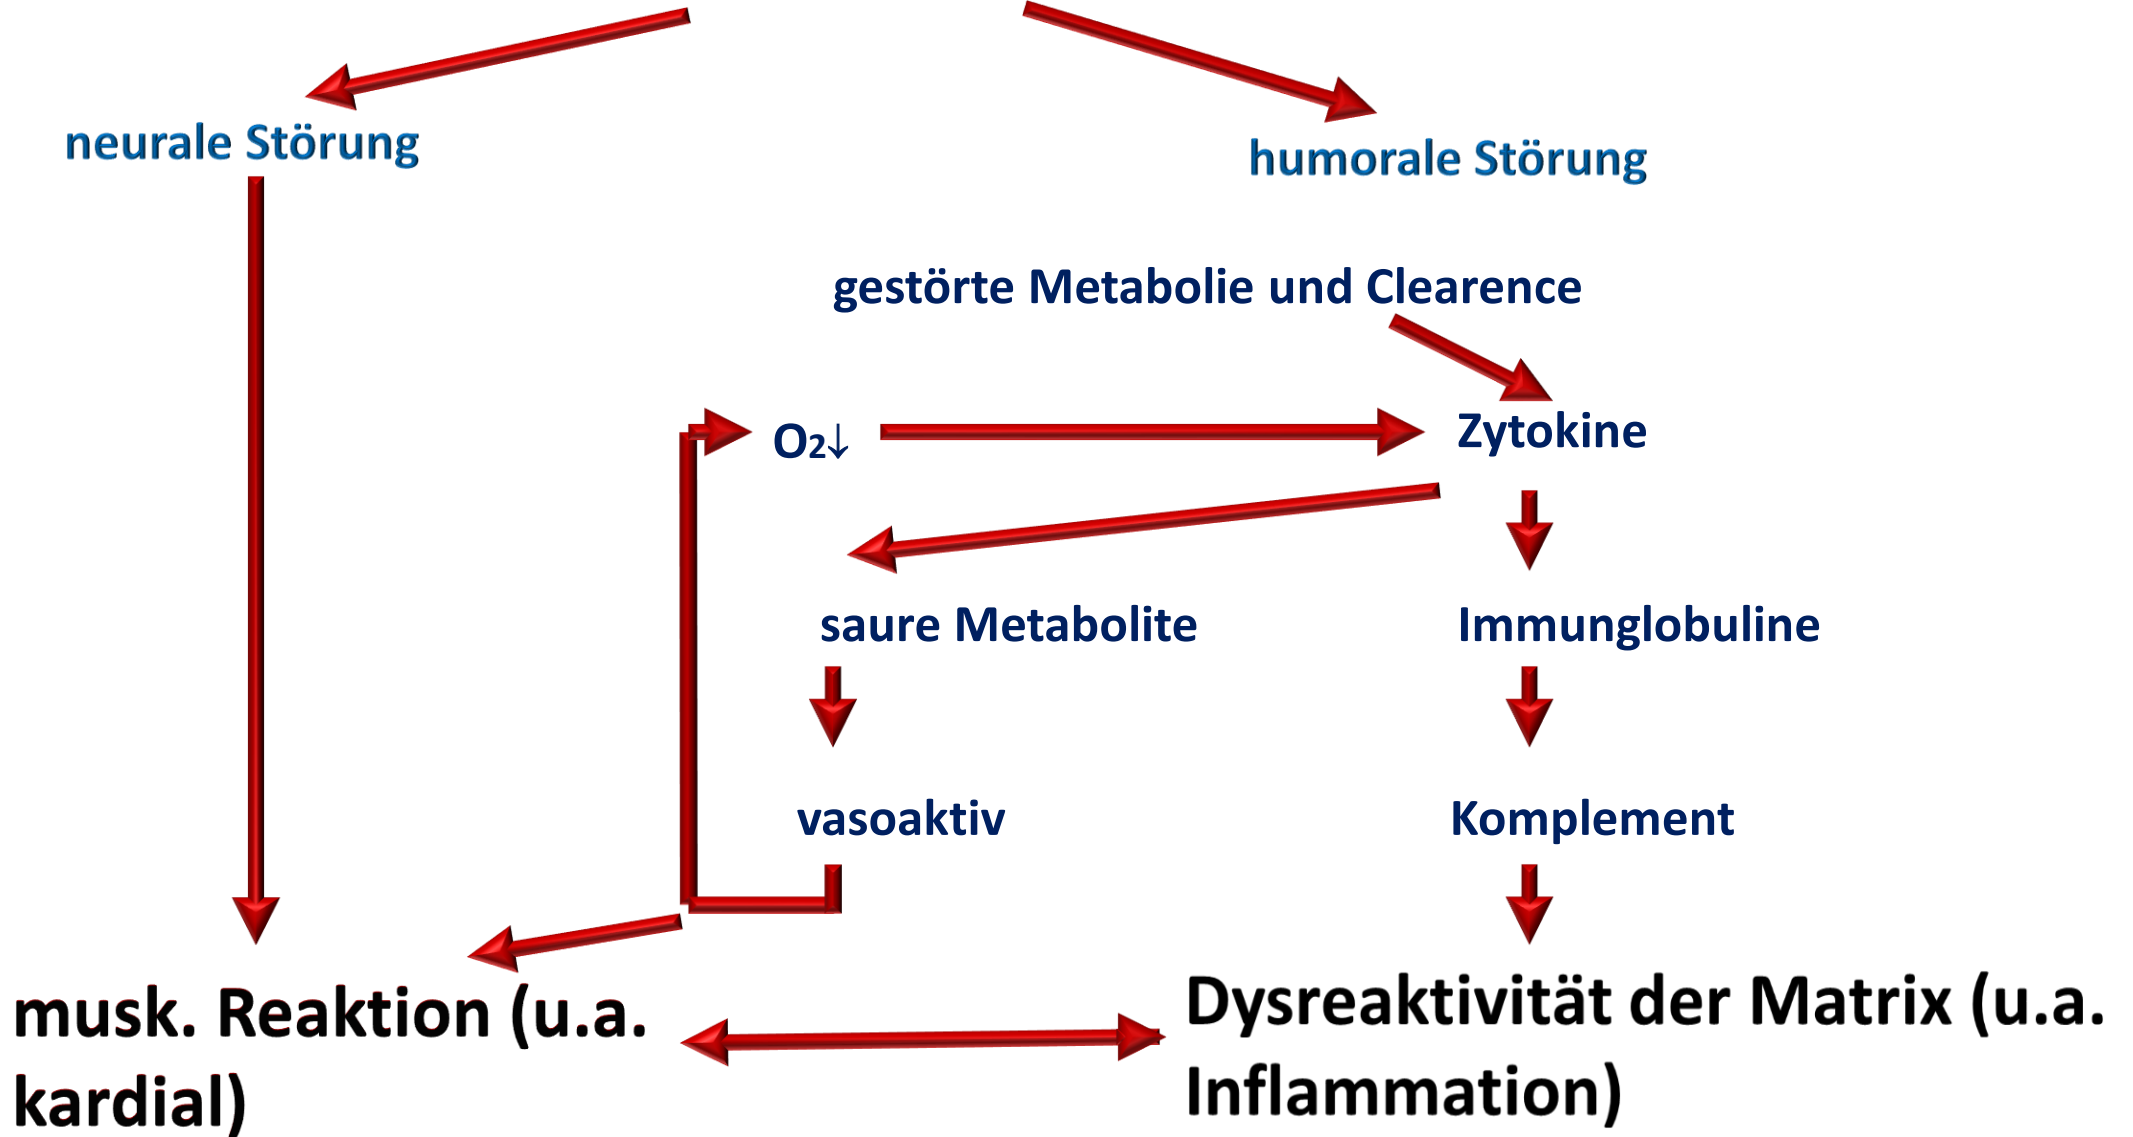 neurale Störung
humorale Störung
gestörte Metabolie und Clearence
O2↓
Zytokine
saure Metabolite
Immunglobuline
vasoaktiv
Komplement
musk. Reaktion (u.a.
kardial)
Dysreaktivität der Matrix (u.a.
Inflammation)